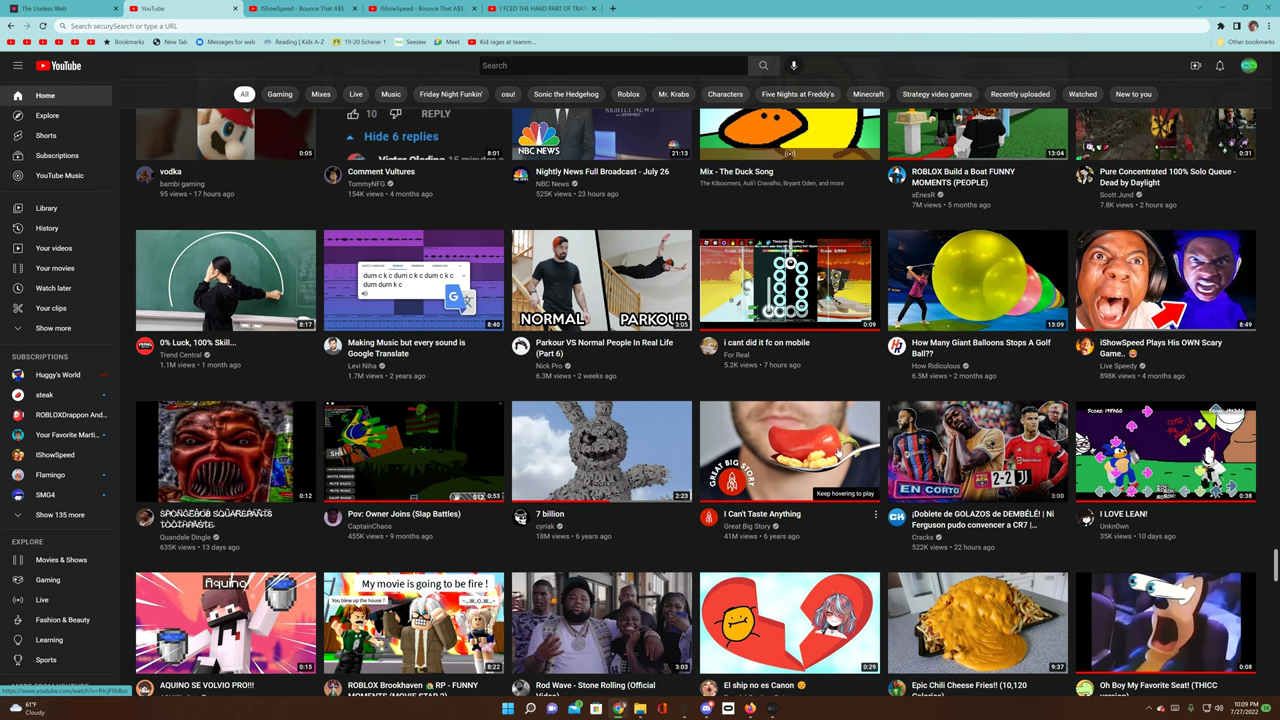 The Useless Web
YouTube
IShowSpeed - Bounce That A$$
IShowSpeed - Bounce That A$$
Search securySearch or type a URL
Bookmarks
New Tab
Messages for web
Reading | Kids A-Z
19-20 Scherer 1
Seesaw
Meet
Kid rages at teamm...
Other bookmarks
YouTube
Search
All
Gaming
Mixes
Live
Music
Friday Night Funkin'
osu!
Sonic the Hedgehog
Roblox
Mr. Krabs
Characters
Five Nights at Freddy's
Minecraft
Strategy video games
Recently uploaded
Watched
New to you
Home
Explore
Shorts
Subscriptions
YouTube Music
Library
History
Your videos
Your movies
Watch later
Your clips
Show more
SUBSCRIPTIONS
Huggy's World
steak
ROBLOXDrappon And...
Your Favorite Marti...
IShowSpeed
Flamingo
SMG4
Show 135 more
EXPLORE
Movies & Shows
Gaming
Live
Fashion & Beauty
Learning
Sports
0:05
10
REPLY
Hide 6 replies
8:01
NBC NEWS
21:13
13:04
0:31
vodka
bambi gaming
95 views • 17 hours ago
Comment Vultures
TommyNFG
154K views • 4 months ago
Nightly News Full Broadcast - July 26
NBC News
525K views • 23 hours ago
Mix - The Duck Song
The Kiboomers, Auli'i Cravalho, Bryant Oden, and more
ROBLOX Build a Boat FUNNY
MOMENTS (PEOPLE)
xEnesR
7M views • 5 months ago
Pure Concentrated 100% Solo Queue -
Dead by Daylight
Scott Jund
7.8K views • 2 hours ago
8:17
dum c k c dum c k c dum c k c
dum dum k c
8:40
NORMAL
PARKOUR
3:05
0:09
13:09
8:49
0% Luck, 100% Skill...
Trend Central
1.1M views • 1 month ago
Making Music but every sound is
Google Translate
Levi Niha
1.7M views • 2 years ago
Parkour VS Normal People In Real Life
(Part 6)
Nick Pro
6.3M views • 2 weeks ago
i cant did it fc on mobile
For Real
5.2K views • 7 hours ago
How Many Giant Balloons Stops A Golf
Ball??
How Ridiculous
6.5M views • 2 months ago
iShowSpeed Plays His OWN Scary
Game.. 😍
Live Speedy
898K views • 4 months ago
0:12
0:53
2:23
GREAT BIG STORY
Keep hovering to play
EN CORTO
2-2
3:00
0:38
Quandale Dingle
635K views • 13 days ago
Pov: Owner Joins (Slap Battles)
CaptainChaos
455K views • 9 months ago
7 billion
cyriak
18M views • 6 years ago
I Can't Taste Anything
Great Big Story
41M views • 6 years ago
¡Doblete de GOLAZOS de DEMBÉLÉ! | Ni
Ferguson pudo convencer a CR7 |...
Cracks
522K views • 22 hours ago
I LOVE LEAN!
Unkn0wn
35K views • 10 days ago
Aquino
0:15
My movie is going to be fire !
You blew up the house ?
...W...O...W...
8:22
3:03
0:29
9:37
0:08
AQUINO SE VOLVIO PRO!!!
ROBLOX Brookhaven 🏡RP - FUNNY
Rod Wave - Stone Rolling (Official
El ship no es Canon
Epic Chili Cheese Fries!! (10,120
Oh Boy My Favorite Seat! (THICC
61°F
Cloudy
10:09 PM
7/27/2022